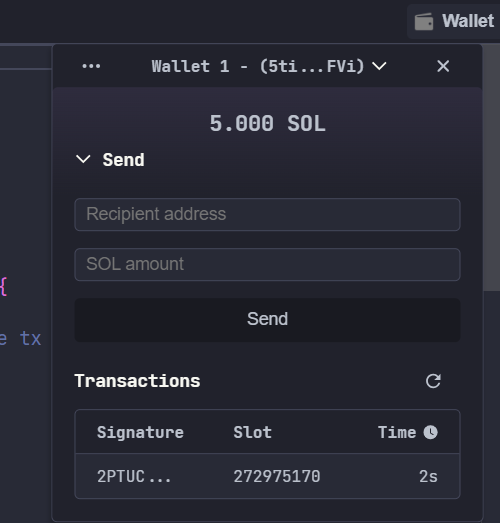 Wallet
... Wallet 1 - (5ti...FVi)
5.000 SOL
Send
{
Recipient address
SOL amount
Send
e tx
Transactions
Signature Slot Time
2PTUC... 272975170 2s